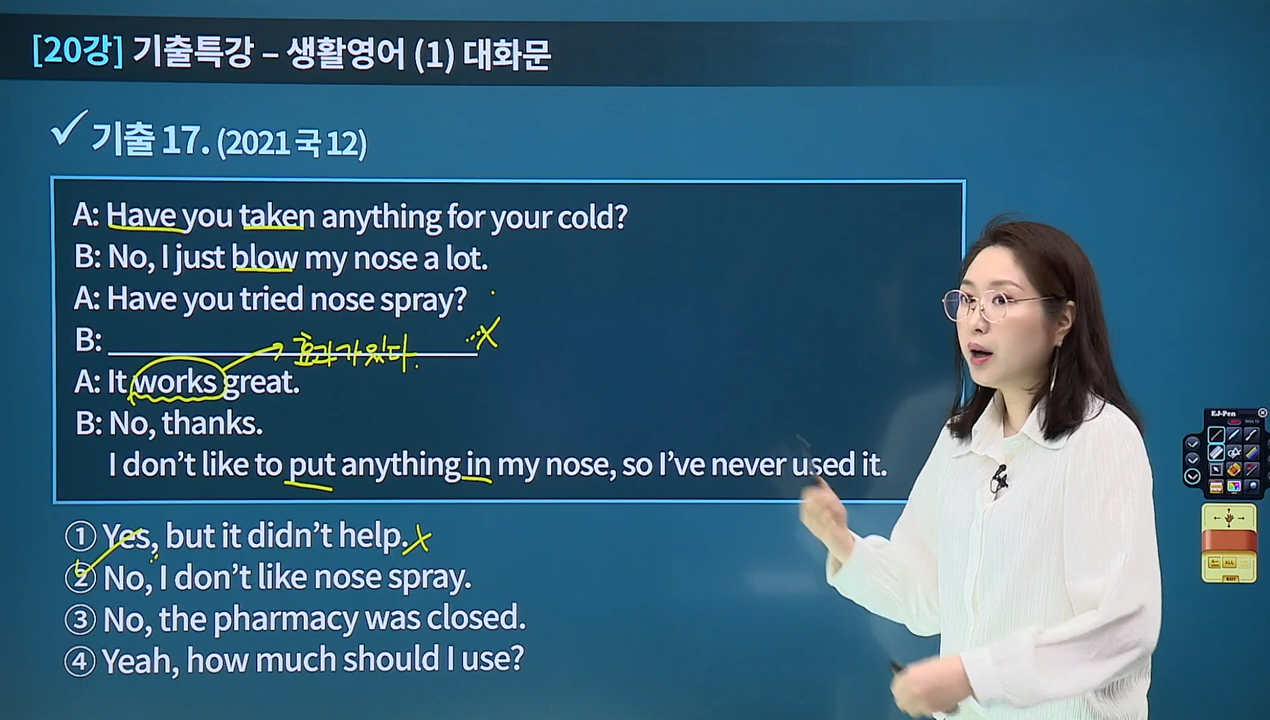 [20강] 기출특강 – 생활영어 (1) 대화문
기출 17. (2021 국 12)
A: Have you taken anything for your cold?
B: No, I just blow my nose a lot.
A: Have you tried nose spray?
B: ____________________
효과가 있다.
A: It works great.
B: No, thanks.
I don't like to put anything in my nose, so I've never used it.
① Yes, but it didn't help.
② No, I don't like nose spray.
③ No, the pharmacy was closed.
④ Yeah, how much should I use?
EJ-Pen
ALL